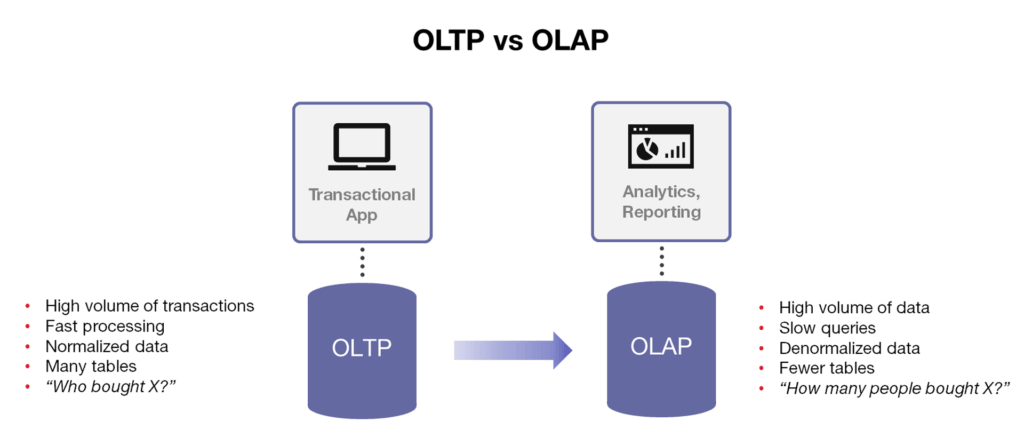 OLTP vs OLAP
Transactional
App
Analytics,
Reporting
• High volume of transactions
• Fast processing
• Normalized data
• Many tables
• “Who bought X?”
OLTP
OLAP
• High volume of data
• Slow queries
• Denormalized data
• Fewer tables
• “How many people bought X?”